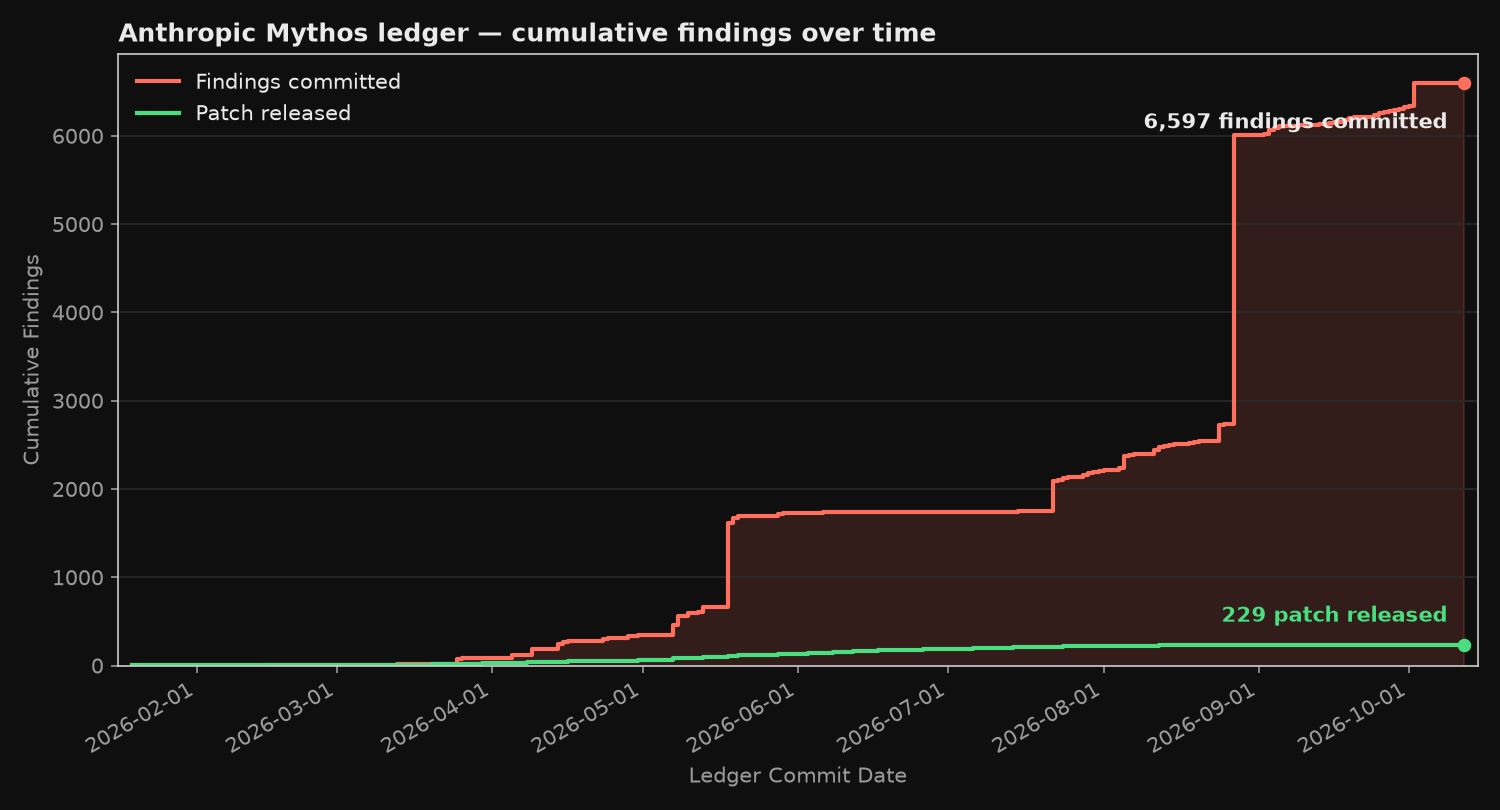 Anthropic Mythos ledger — cumulative findings over time
Findings committed
Patch released
6,597 findings committed
229 patch released
Cumulative Findings
6000
5000
4000
3000
2000
1000
0
2026-02-01
2026-03-01
2026-04-01
2026-05-01
2026-06-01
2026-07-01
2026-08-01
2026-09-01
2026-10-01
Ledger Commit Date